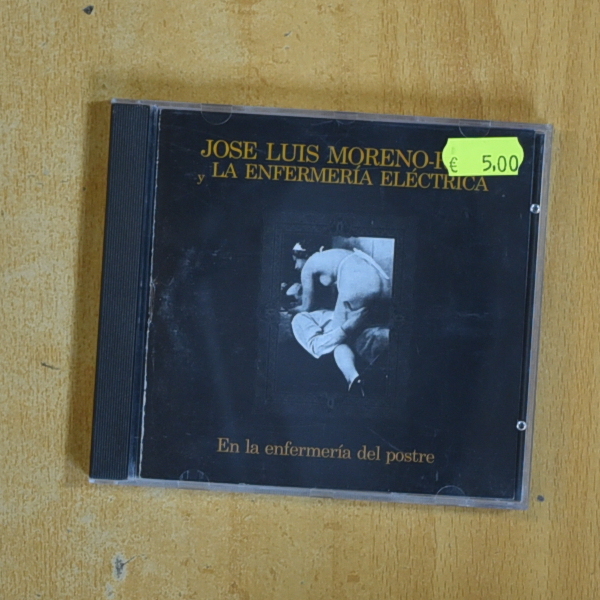 JOSE LUIS MORENO-
y LA ENFERMERÍA ELÉCTRICA
€ 5,00
En la enfermería del postre